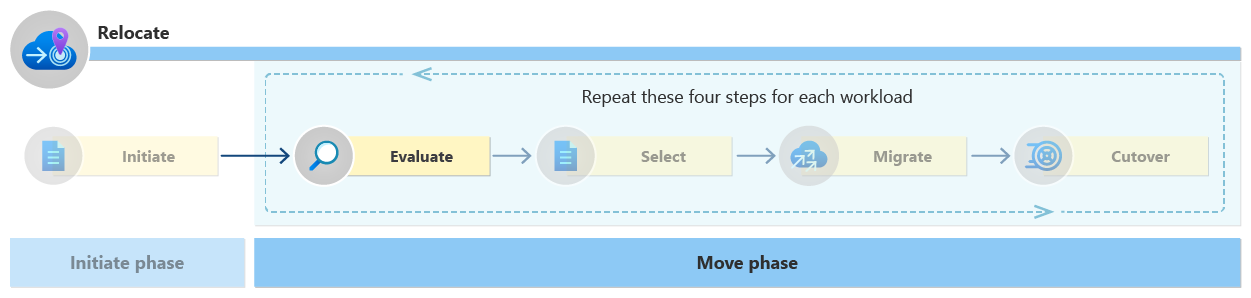 Relocate
Repeat these four steps for each workload
Initiate
Evaluate
Select
Migrate
Cutover
Initiate phase
Move phase